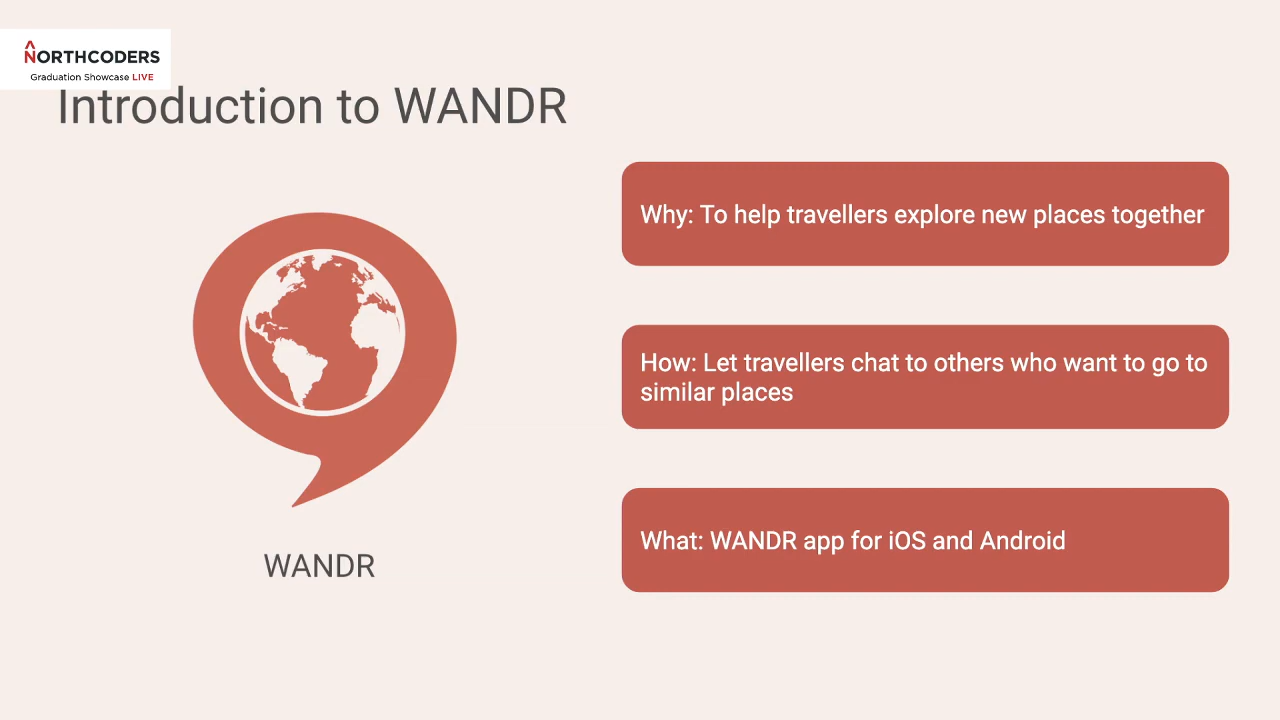 NORTHCODERS
Graduation Showcase LIVE
Introduction to WANDR
Why: To help travellers explore new places together
How: Let travellers chat to others who want to go to
similar places
What: WANDR app for iOS and Android
WANDR